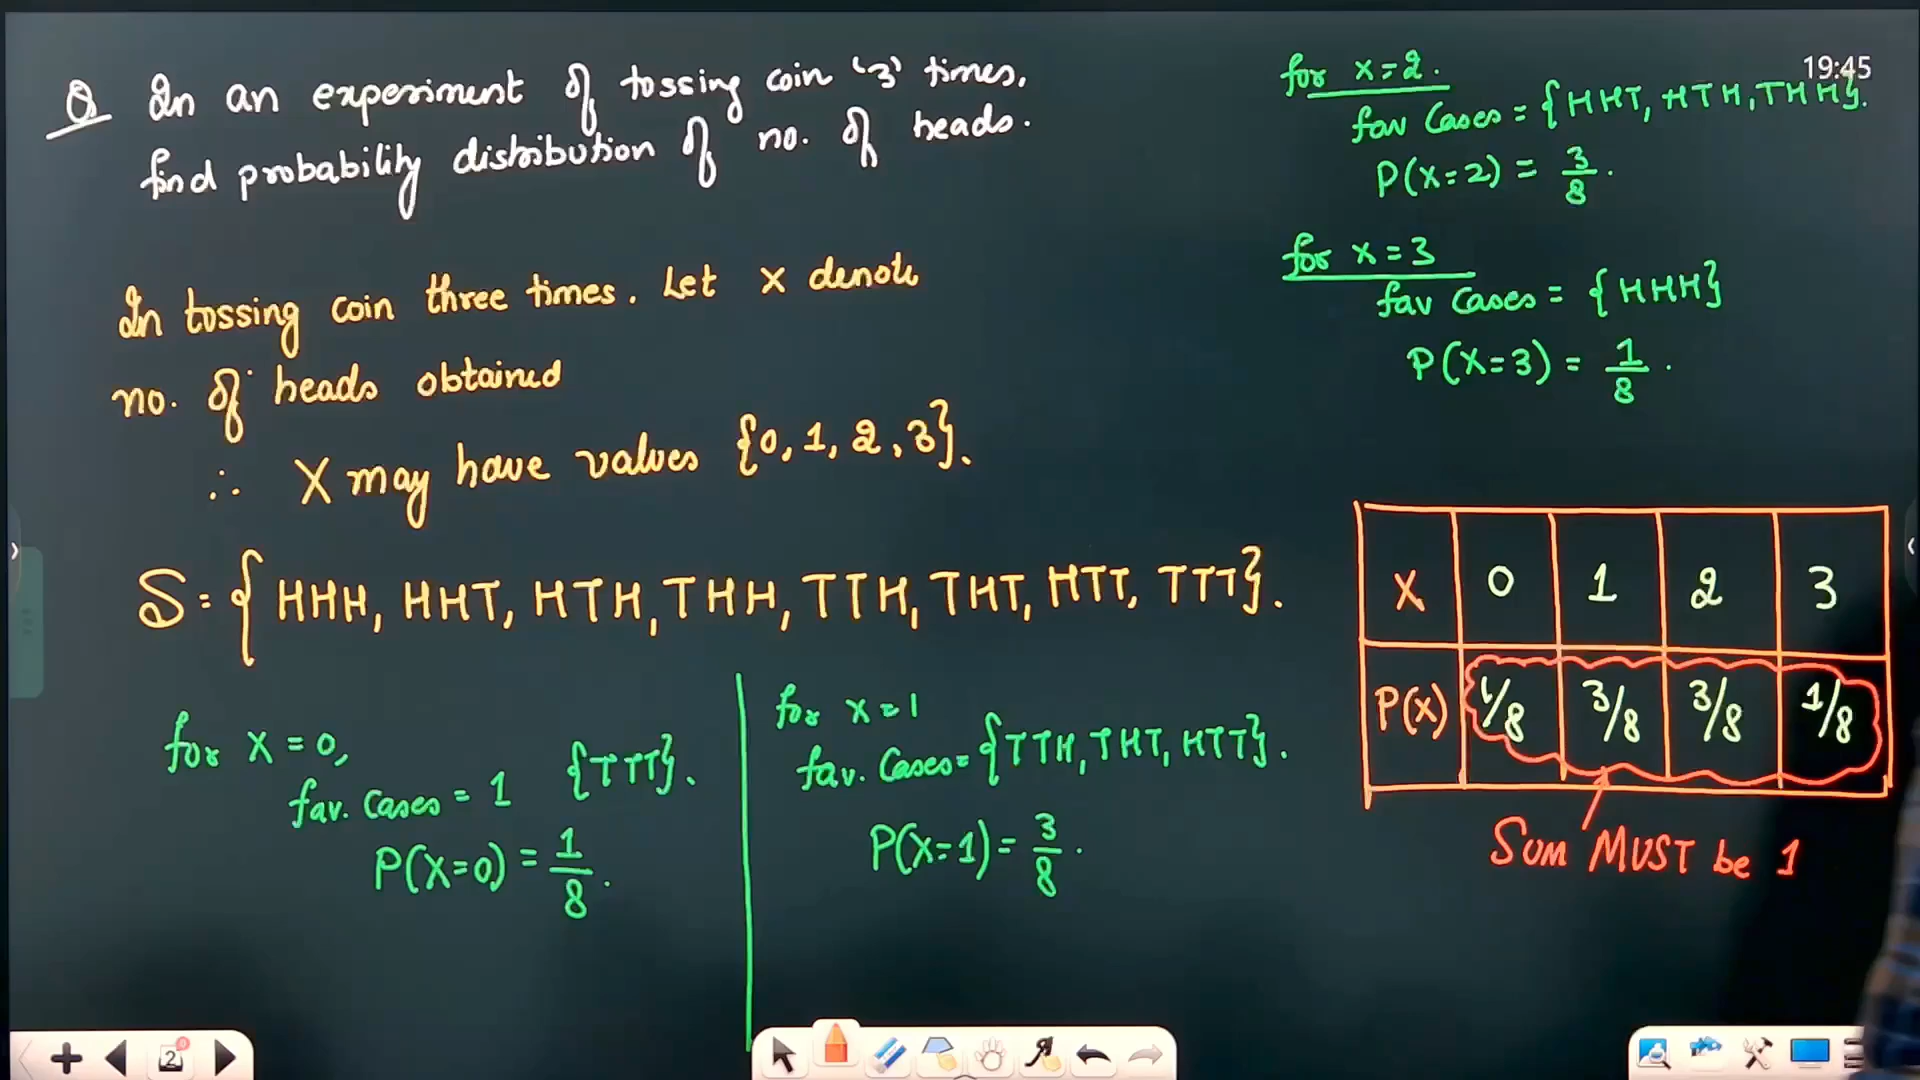 Q In an experiment of tossing coin '3' times.
find probability distribution of no. of heads.
In tossing coin three times. Let X denote
no. of heads obtained
∴ X may have values {0, 1, 2, 3}.
S = { HHH, HHT, HTH, THH, TTH, THT, HTT, TTT}.
for X = 0,
fav. cases = 1 {TTT}.
P(X=0) = 1/8.
for X = 1
fav. cases = {TTH, THT, HTT}.
P(X=1) = 3/8.
19:45
for X = 2.
fav cases = {HHT, HTH, THH}.
P(X=2) = 3/8.
for X = 3
fav cases = {HHH}
P(X=3) = 1/8.
X 0 1 2 3
P(X) 1/8 3/8 3/8 1/8
SUM MUST be 1
2